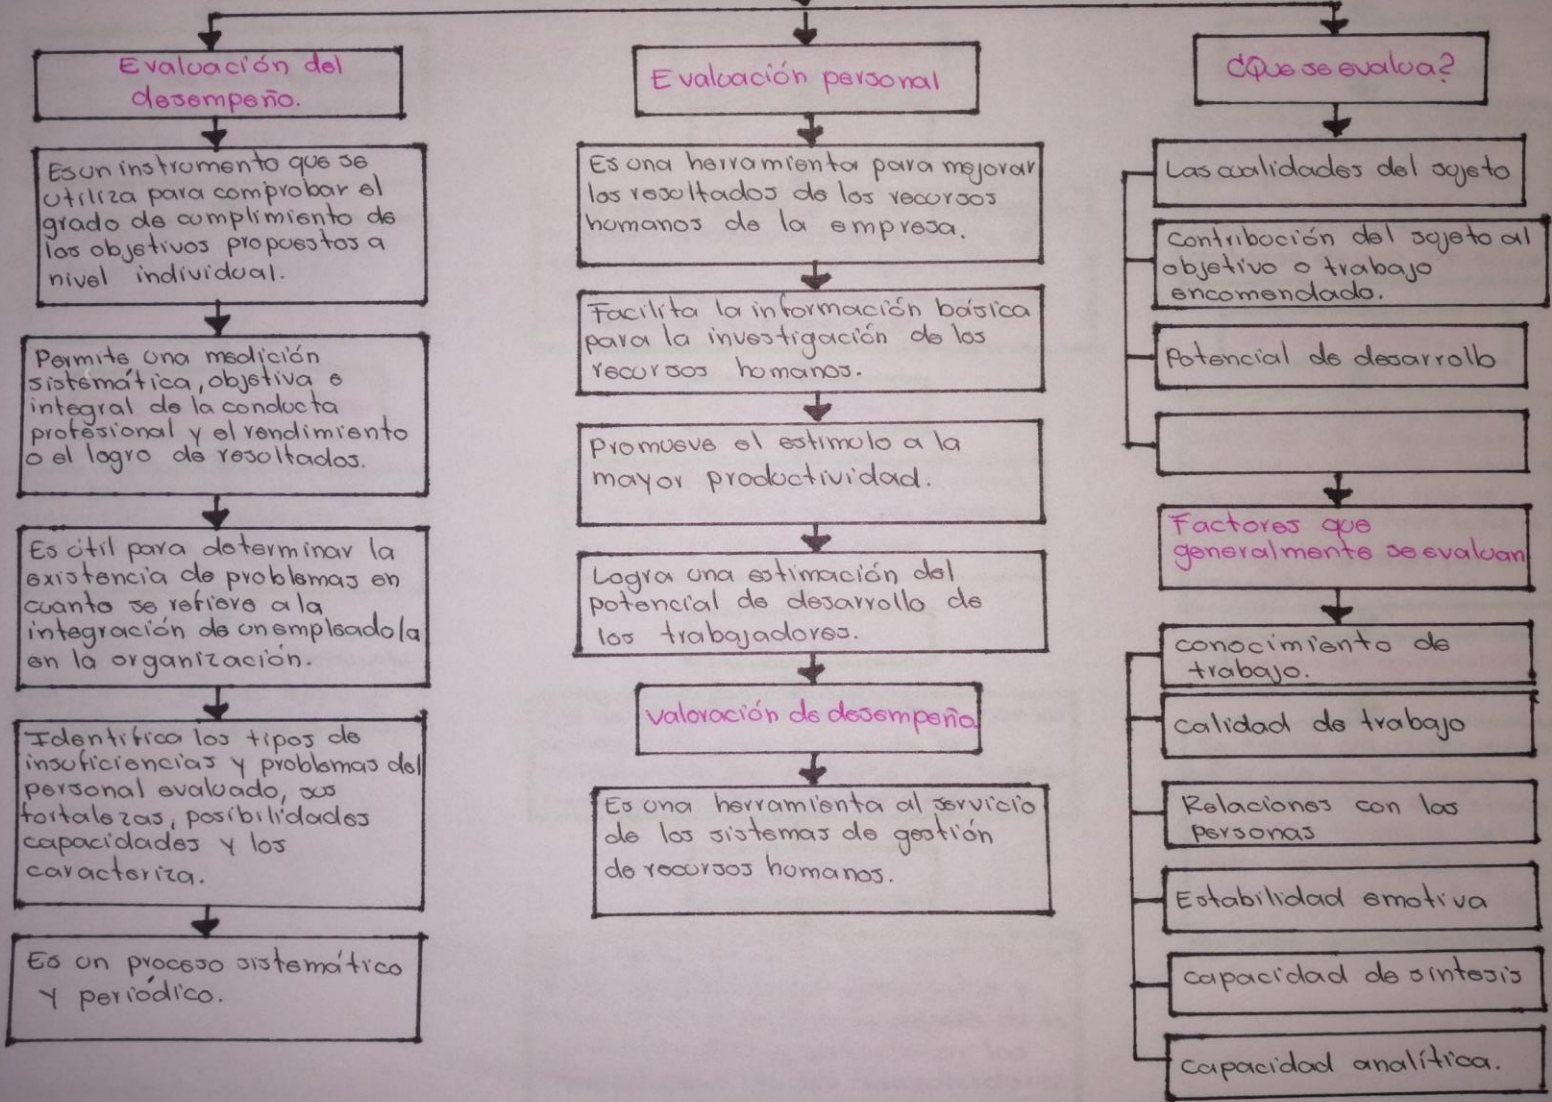 Evaluación del
desempeño.
Es un instrumento que se
utiliza para comprobar el
grado de cumplimiento de
los objetivos propuestos a
nivel individual.
Permite una medición
sistemática, objetiva e
integral de la conducta
profesional y el rendimiento
o el logro de resultados.
Es útil para determinar la
existencia de problemas en
cuanto se refiere a la
integración de un empleado/a
en la organización.
Identifica los tipos de
insuficiencias y problemas del
personal evaluado, sus
fortalezas, posibilidades
capacidades y los
caracteriza.
Es un proceso sistemático
y periódico.
Evaluación personal
Es una herramienta para mejorar
los resultados de los recursos
humanos de la empresa.
Facilita la información básica
para la investigación de los
recursos humanos.
Promueve el estimulo a la
mayor productividad.
Logra una estimación del
potencial de desarrollo de
los trabajadores.
Valoración de desempeño
Es una herramienta al servicio
de los sistemas de gestión
de recursos humanos.
¿Que se evalua?
Las cualidades del sujeto
Contribución del sujeto al
objetivo o trabajo
encomendado.
Potencial de desarrollo
Factores que
generalmente se evaluan
Conocimiento de
trabajo.
Calidad de trabajo
Relaciones con las
personas
Estabilidad emotiva
Capacidad de síntesis
Capacidad analítica.